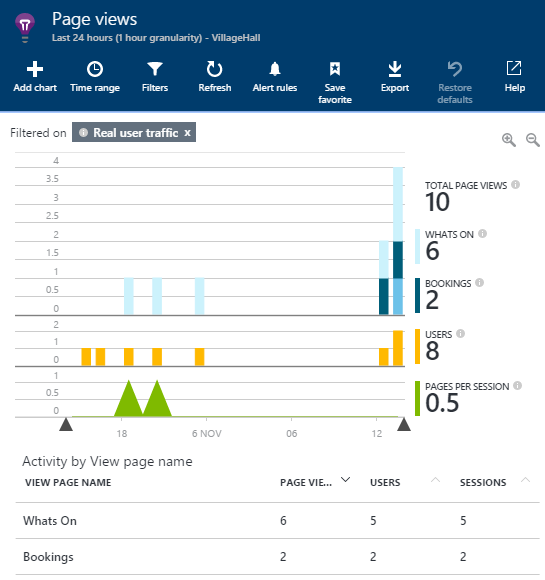 Page views
Last 24 hours (1 hour granularity) - VillageHall
Add chart Time range Filters Refresh Alert rules Save favorite Export Restore defaults Help
Filtered on Real user traffic x
4
3.5
3
2.5
2
1.5
1
0.5
0
TOTAL PAGE VIEWS
10
WHATS ON
6
BOOKINGS
2
2
1
0
USERS
8
1
0.5
0
PAGES PER SESSION
0.5
18 6 NOV 06 12
Activity by View page name
VIEW PAGE NAME PAGE VIE... USERS SESSIONS
Whats On 6 5 5
Bookings 2 2 2